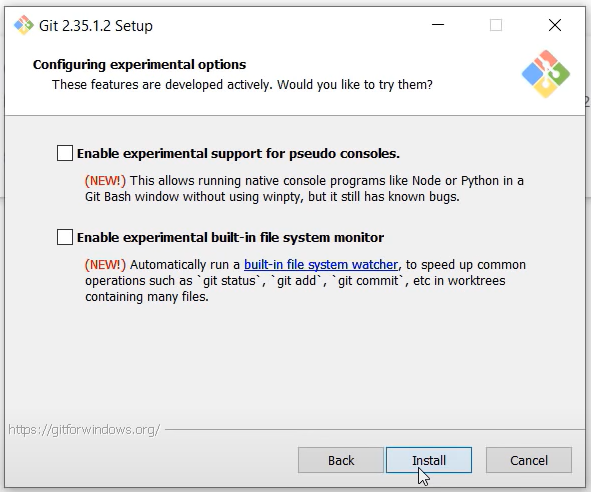 Git 2.35.1.2 Setup
Configuring experimental options
These features are developed actively. Would you like to try them?
Enable experimental support for pseudo consoles.
(NEW!) This allows running native console programs like Node or Python in a
Git Bash window without using winpty, but it still has known bugs.
Enable experimental built-in file system monitor
(NEW!) Automatically run a built-in file system watcher, to speed up common
operations such as `git status`, `git add`, `git commit`, etc in worktrees
containing many files.
https://gitforwindows.org/
Back
Install
Cancel